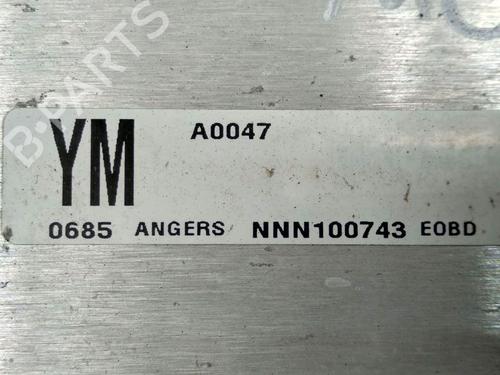 B-PARTS
YM A0047
0685 ANGERS NNN100743 EOBD